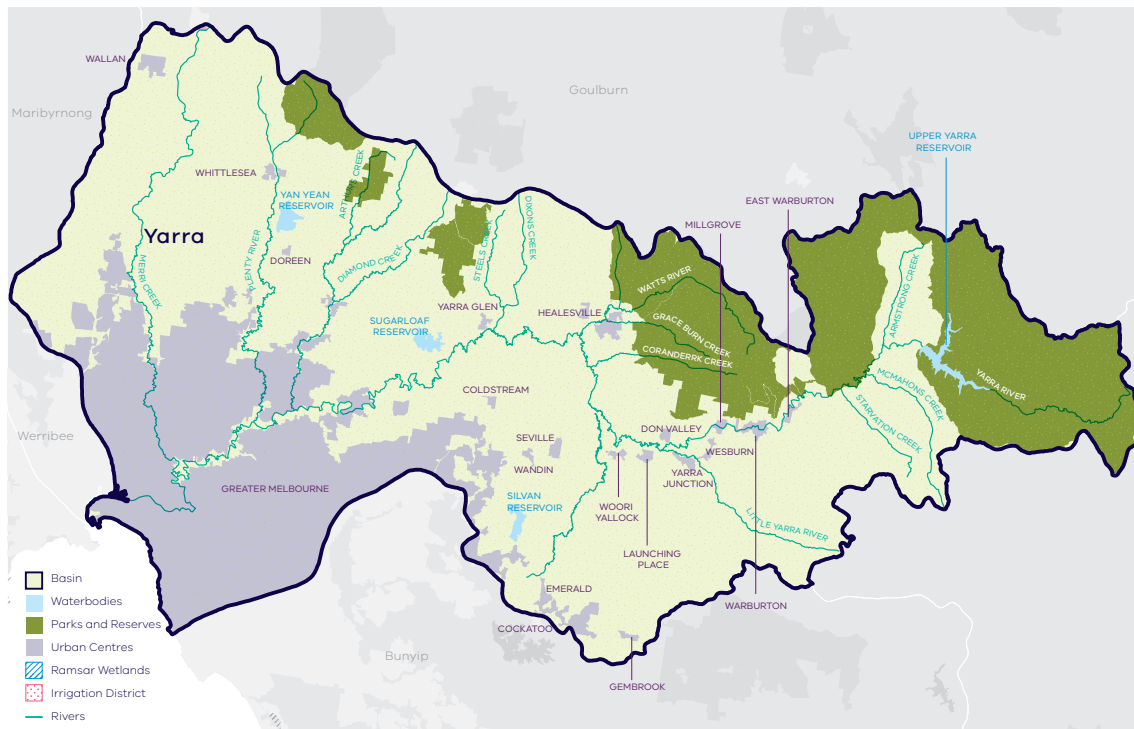 WALLAN
Maribyrnong
Goulburn
UPPER YARRA
RESERVOIR
WHITTLESEA
ARTHURS CREEK
YAN YEAN
RESERVOIR
EAST WARBURTON
MILLGROVE
Yarra
DIXONS CREEK
STEELS CREEK
PLENTY RIVER
MERRI CREEK
DOREEN
DIAMOND CREEK
WATTS RIVER
ARMSTRONG CREEK
YARRA GLEN
HEALESVILLE
SUGARLOAF
RESERVOIR
GRACE BURN CREEK
CORANDERRK CREEK
YARRA RIVER
MCMAHONS CREEK
COLDSTREAM
STARVATION CREEK
Werribee
SEVILLE
DON VALLEY
WESBURN
WANDIN
YARRA
JUNCTION
GREATER MELBOURNE
SILVAN
RESERVOIR
WOORI
YALLOCK
LITTLE YARRA RIVER
LAUNCHING
PLACE
EMERALD
WARBURTON
COCKATOO
Bunyip
GEMBROOK
Basin
Waterbodies
Parks and Reserves
Urban Centres
Ramsar Wetlands
Irrigation District
Rivers